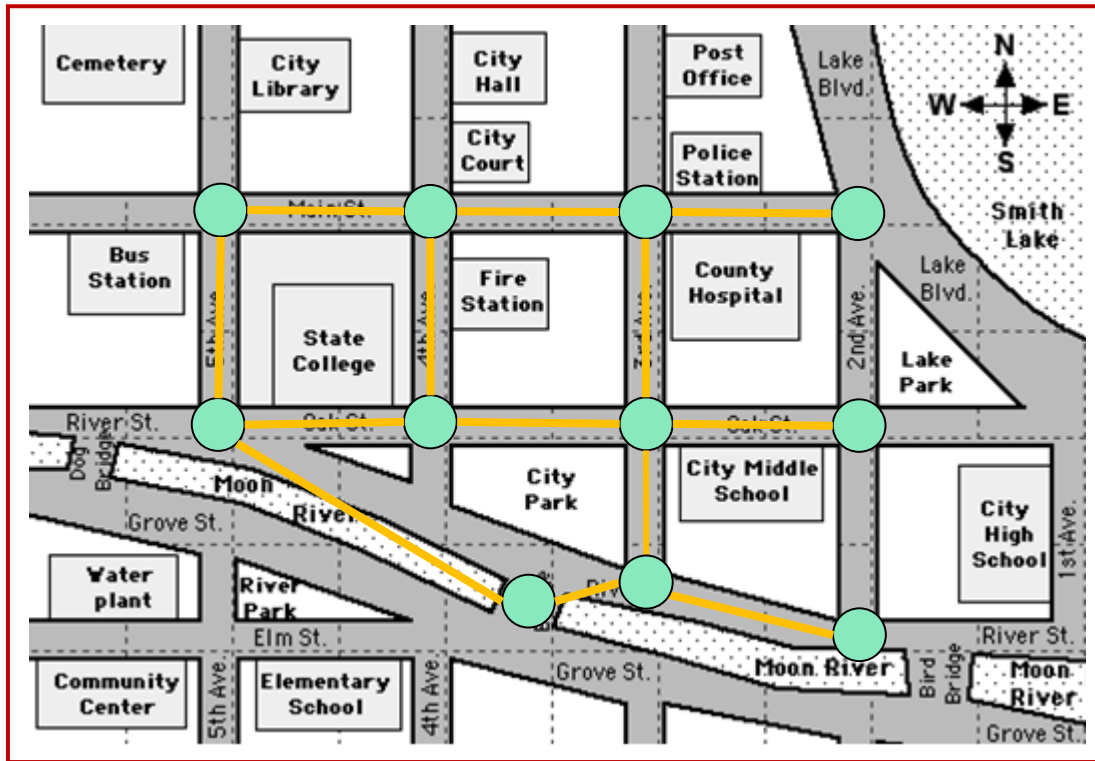 Cemetery
City
Library
City
Hall
Post
Office
Lake
Blvd.
N
W
E
S
City
Court
Police
Station
Main St.
Smith
Lake
Bus
Station
Fire
Station
County
Hospital
Lake
Blvd.
State
College
5th Ave.
4th Ave.
3rd Ave.
2nd Ave.
Lake
Park
River St.
Oak St.
Oak St.
Dog
Bridge
Moon
River
City
Park
City Middle
School
City
High
School
1st Ave.
Grove St.
Water
plant
River
Park
Elm St.
River St.
Grove St.
Moon River
Bird
Bridge
Moon
River
Community
Center
5th Ave.
Elementary
School
4th Ave.
Grove St.